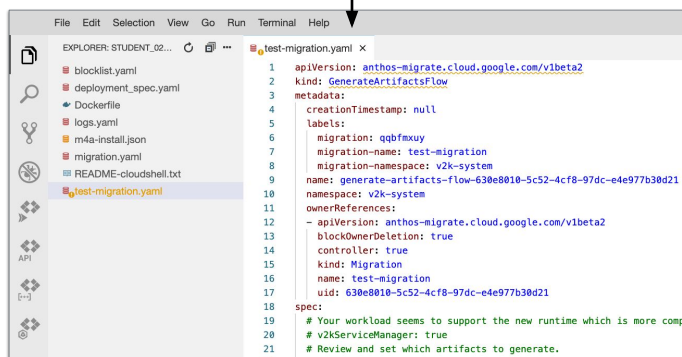 File Edit Selection View Go Run Terminal Help
EXPLORER: STUDENT_02...
blocklist.yaml
deployment_spec.yaml
Dockerfile
logs.yaml
m4a-install.json
migration.yaml
README-cloudshell.txt
test-migration.yaml
API
test-migration.yaml ×
1 apiVersion: anthos-migrate.cloud.google.com/v1beta2
2 kind: GenerateArtifactsFlow
3 metadata:
4 creationTimestamp: null
5 labels:
6 migration: qqbfmxuy
7 migration-name: test-migration
8 migration-namespace: v2k-system
9 name: generate-artifacts-flow-630e8010-5c52-4cf8-97dc-e4e977b30d21
10 namespace: v2k-system
11 ownerReferences:
12 - apiVersion: anthos-migrate.cloud.google.com/v1beta2
13 blockOwnerDeletion: true
14 controller: true
15 kind: Migration
16 name: test-migration
17 uid: 630e8010-5c52-4cf8-97dc-e4e977b30d21
18 spec:
19 # Your workload seems to support the new runtime which is more comp
20 # v2kServiceManager: true
21 # Review and set which artifacts to generate.